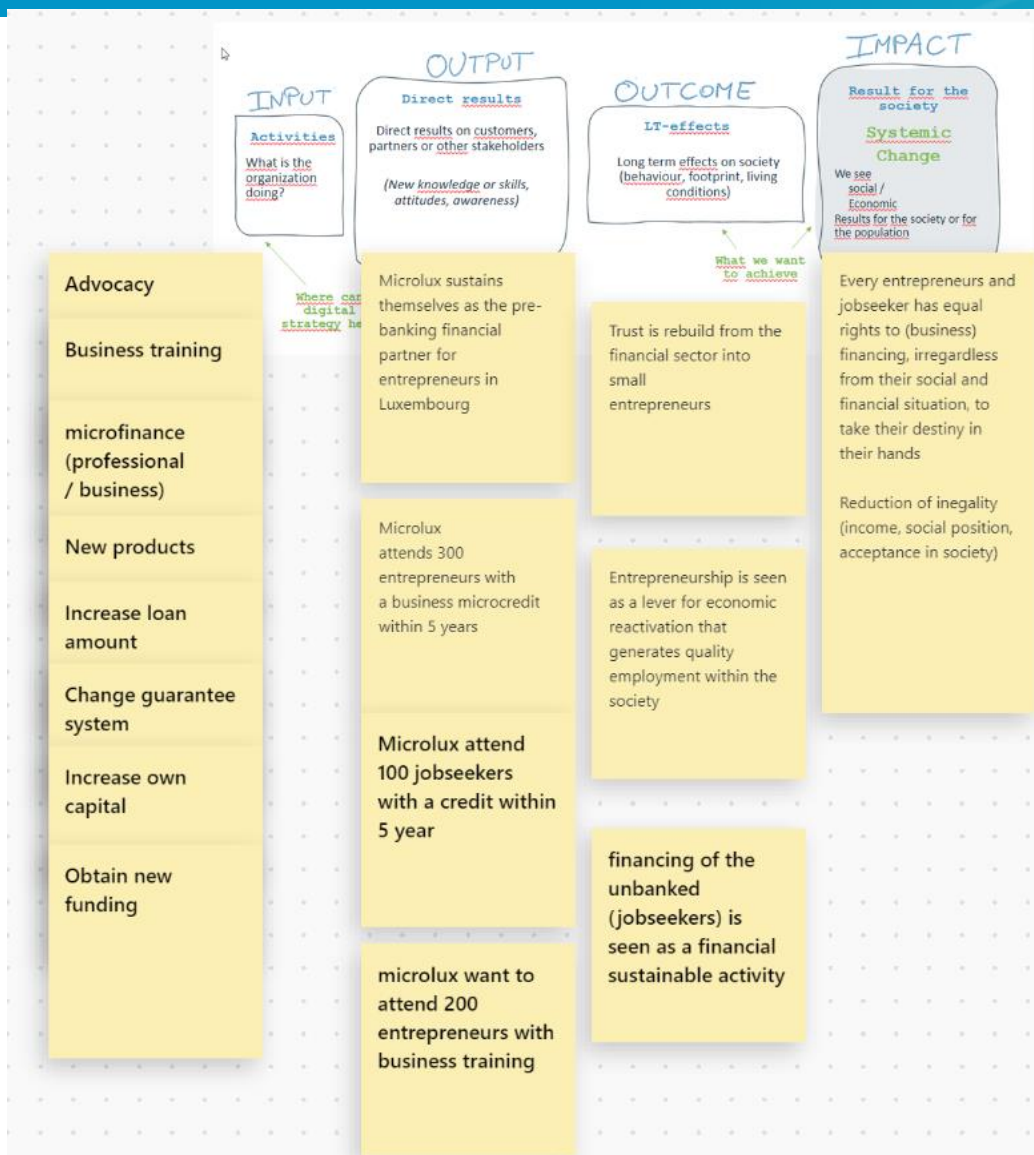 INPUT
Activities
What is the
organization
doing?
OUTPUT
Direct results
Direct results on customers,
partners or other stakeholders
(New knowledge or skills,
attitudes, awareness)
OUTCOME
LT-effects
Long term effects on society
(behaviour, footprint, living
conditions)
IMPACT
Result for the
society
Systemic
Change
We see
social /
Economic
Results for the society or for
the population
Where can
digital
strategy he
What we want
to achieve
Advocacy
Business training
microfinance
(professional
/ business)
New products
Increase loan
amount
Change guarantee
system
Increase own
capital
Obtain new
funding
Microlux sustains
themselves as the pre-
banking financial
partner for
entrepreneurs in
Luxembourg
Microlux
attends 300
entrepreneurs with
a business microcredit
within 5 years
Microlux attend
100 jobseekers
with a credit within
5 year
microlux want to
attend 200
entrepreneurs with
business training
Trust is rebuild from the
financial sector into
small
entrepreneurs
Entrepreneurship is seen
as a lever for economic
reactivation that
generates quality
employment within the
society
financing of the
unbanked
(jobseekers) is
seen as a financial
sustainable activity
Every entrepreneurs and
jobseeker has equal
rights to (business)
financing, irregardless
from their social and
financial situation, to
take their destiny in
their hands
Reduction of inegality
(income, social position,
acceptance in society)